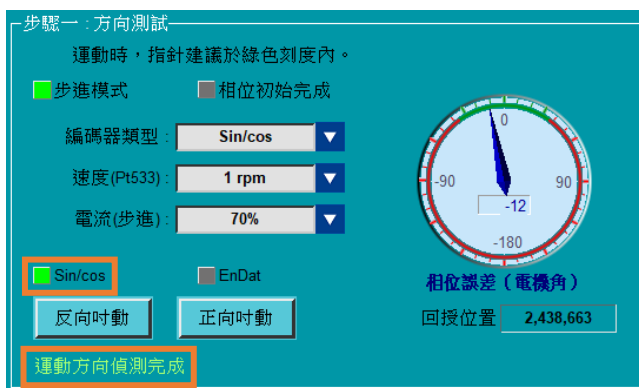 步驟一 : 方向測試
運動時，指針建議於綠色刻度內。
步進模式
相位初始完成
編碼器類型 :
Sin/cos
速度(Pt533) :
1 rpm
電流(步進) :
70%
0
-90
90
-12
-180
相位誤差（電機角）
Sin/cos
EnDat
反向吋動
正向吋動
回授位置
2,438,663
運動方向偵測完成